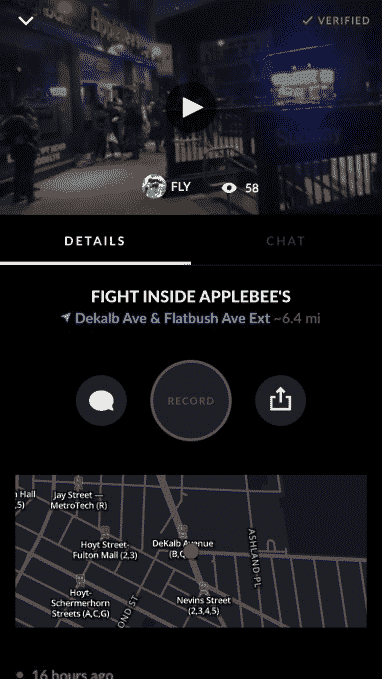 VERIFIED
Applebee's
FLY
58
DETAILS
CHAT
FIGHT INSIDE APPLEBEE'S
Dekalb Ave & Flatbush Ave Ext ~6.4 mi
RECORD
Hall
,5)
Jay Street —
MetroTech (R)
Hoyt Street-
Fulton Mall (2,3)
DeKalb Avenue
(B,Q
ASHLAND PL
Hoyt-
Schermerhorn
Streets (A,C,G)
OND ST
Nevins Street
(2,3,4,5)
16 hours ago